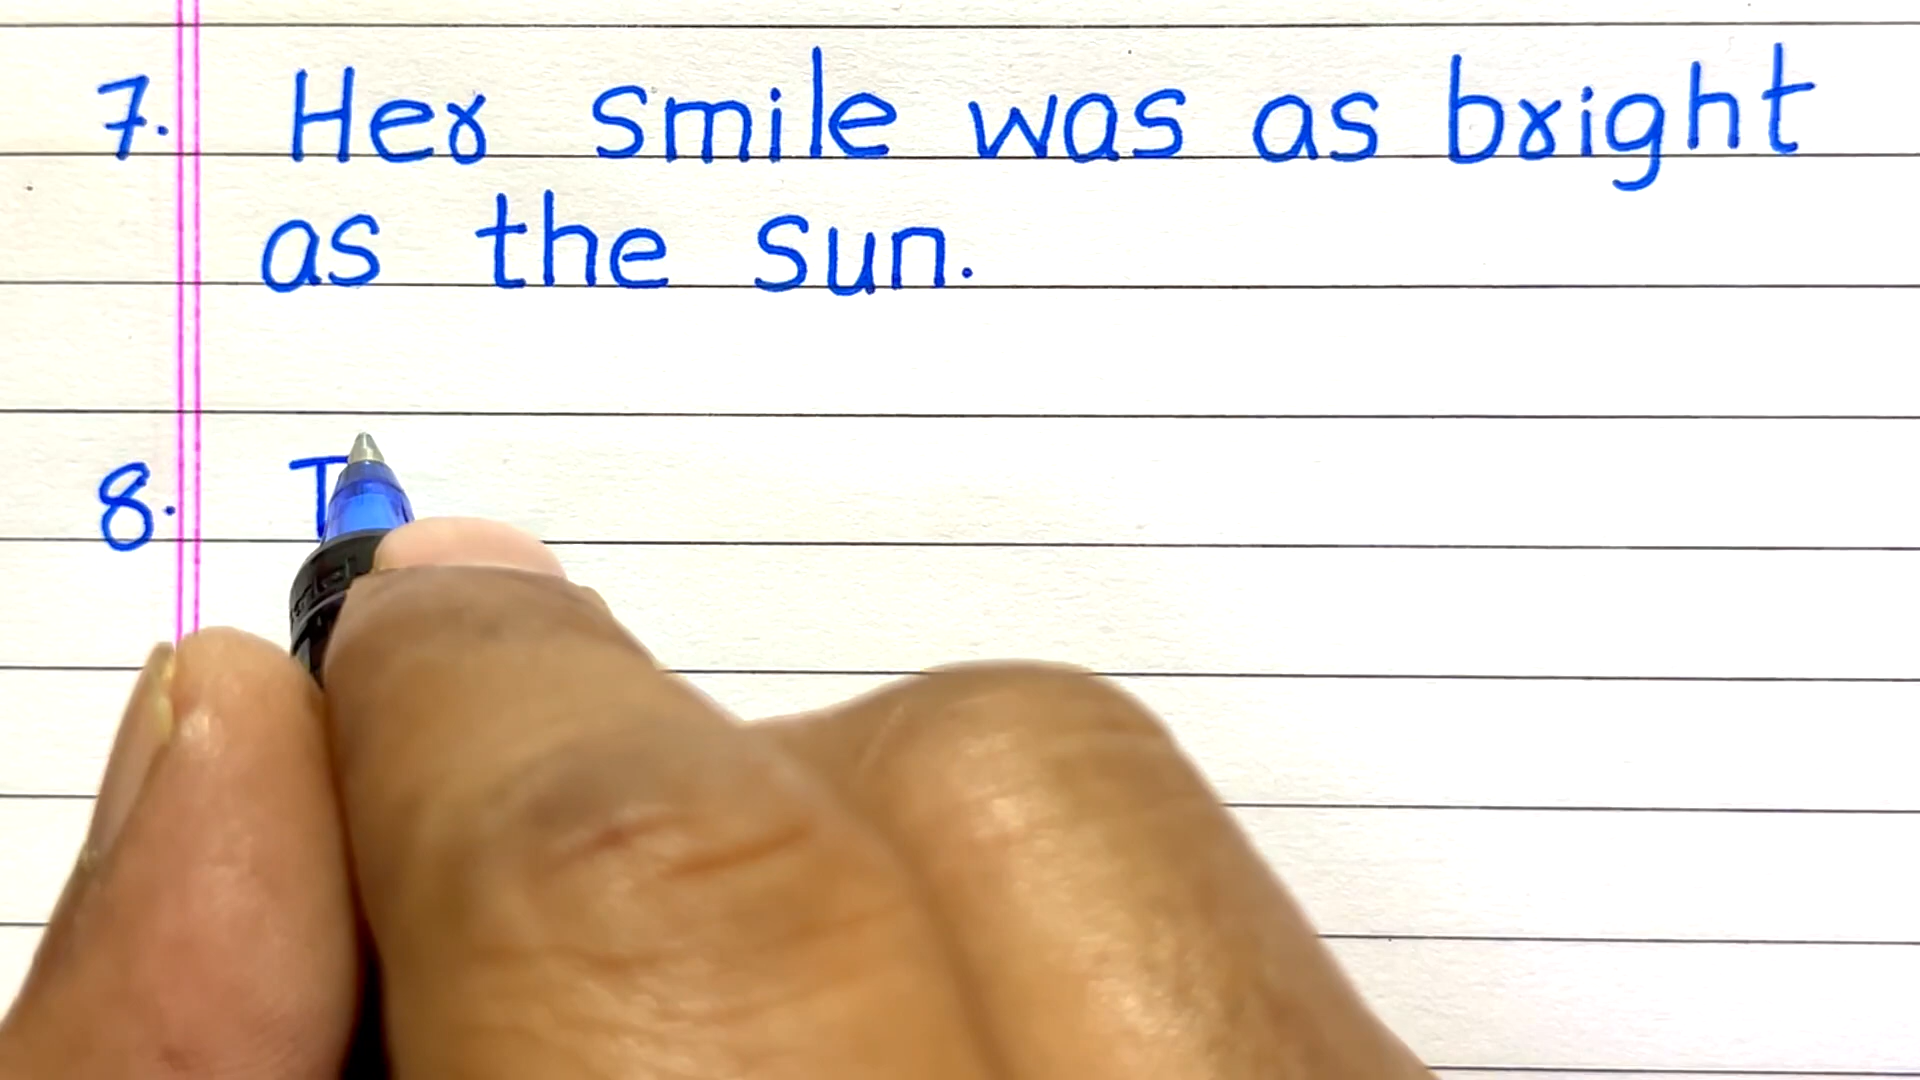 7. Her smile was as bright
as the sun.
8. T